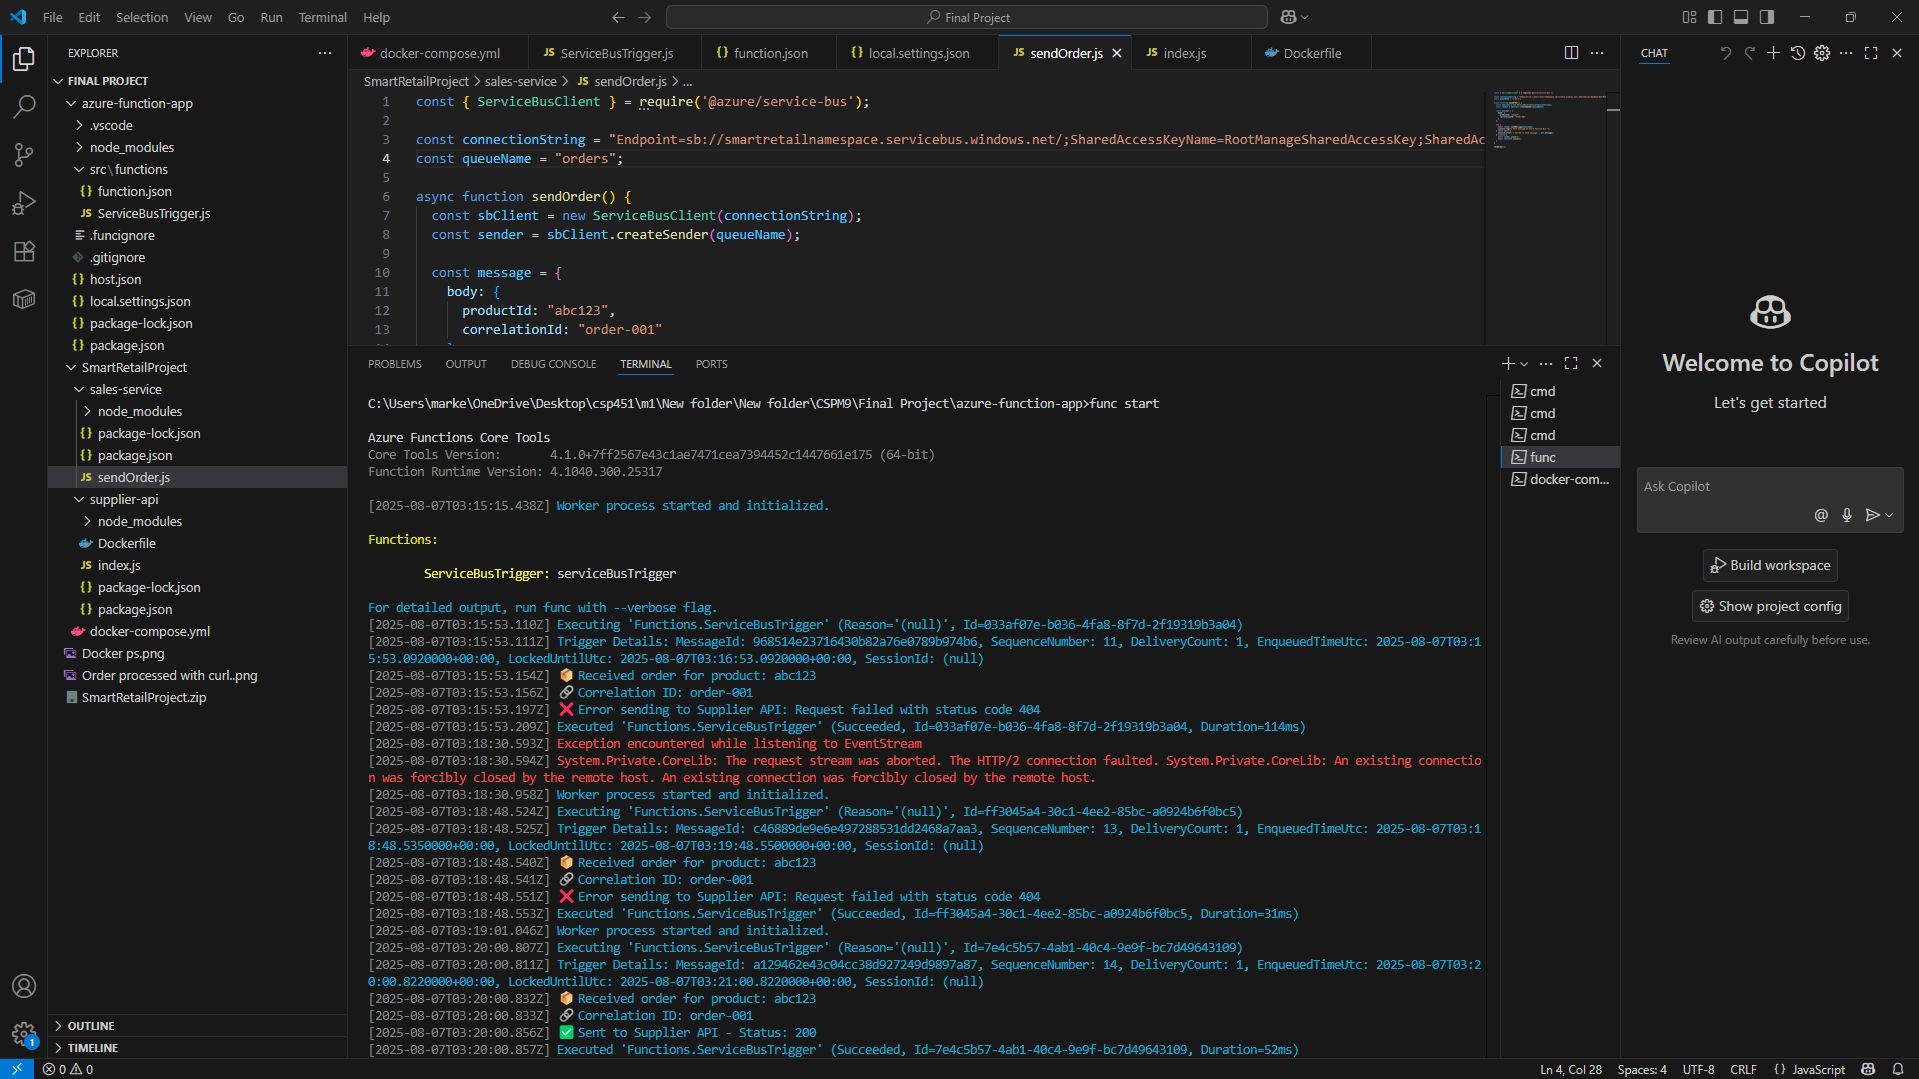 File Edit Selection View Go Run Terminal Help
Final Project
EXPLORER
FINAL PROJECT
azure-function-app
.vscode
node_modules
src\functions
function.json
ServiceBusTrigger.js
.funcignore
.gitignore
host.json
local.settings.json
package-lock.json
package.json
SmartRetailProject
sales-service
node_modules
package-lock.json
package.json
sendOrder.js
supplier-api
node_modules
Dockerfile
index.js
package-lock.json
package.json
docker-compose.yml
Docker ps.png
Order processed with curl..png
SmartRetailProject.zip
OUTLINE
TIMELINE
docker-compose.yml ServiceBusTrigger.js function.json local.settings.json sendOrder.js index.js Dockerfile
SmartRetailProject > sales-service > JS sendOrder.js > ...
1 const { ServiceBusClient } = require('@azure/service-bus');
2
3 const connectionString = "Endpoint=sb://smartretailnamespace.servicebus.windows.net/;SharedAccessKeyName=RootManageSharedAccessKey;SharedAc
4 const queueName = "orders";
5
6 async function sendOrder() {
7 const sbClient = new ServiceBusClient(connectionString);
8 const sender = sbClient.createSender(queueName);
9
10 const message = {
11 body: {
12 productId: "abc123",
13 correlationId: "order-001"
PROBLEMS OUTPUT DEBUG CONSOLE TERMINAL PORTS
C:\Users\marke\OneDrive\Desktop\csp451\m1\New folder\New folder\CSPM9\Final Project\azure-function-app>func start
Azure Functions Core Tools
Core Tools Version: 4.1.0+7ff2567e43c1ae7471cea7394452c1447661e175 (64-bit)
Function Runtime Version: 4.1040.300.25317
[2025-08-07T03:15:15.438Z] Worker process started and initialized.
Functions:
ServiceBusTrigger: serviceBusTrigger
For detailed output, run func with --verbose flag.
[2025-08-07T03:15:53.110Z] Executing 'Functions.ServiceBusTrigger' (Reason='(null)', Id=033af07e-b036-4fa8-8f7d-2f19319b3a04)
[2025-08-07T03:15:53.111Z] Trigger Details: MessageId: 968514e23716430b82a76e0789b974b6, SequenceNumber: 11, DeliveryCount: 1, EnqueuedTimeUtc: 2025-08-07T03:1
5:53.0920000+00:00, LockedUntilUtc: 2025-08-07T03:16:53.0920000+00:00, SessionId: (null)
[2025-08-07T03:15:53.154Z] 📦 Received order for product: abc123
[2025-08-07T03:15:53.156Z] 🔗 Correlation ID: order-001
[2025-08-07T03:15:53.197Z] ❌ Error sending to Supplier API: Request failed with status code 404
[2025-08-07T03:15:53.209Z] Executed 'Functions.ServiceBusTrigger' (Succeeded, Id=033af07e-b036-4fa8-8f7d-2f19319b3a04, Duration=114ms)
[2025-08-07T03:18:30.593Z] Exception encountered while listening to EventStream
[2025-08-07T03:18:30.594Z] System.Private.CoreLib: The request stream was aborted. The HTTP/2 connection faulted. System.Private.CoreLib: An existing connectio
n was forcibly closed by the remote host. An existing connection was forcibly closed by the remote host.
[2025-08-07T03:18:30.958Z] Worker process started and initialized.
[2025-08-07T03:18:48.524Z] Executing 'Functions.ServiceBusTrigger' (Reason='(null)', Id=ff3045a4-30c1-4ee2-85bc-a0924b6f0bc5)
[2025-08-07T03:18:48.525Z] Trigger Details: MessageId: c46889de9e6e497288531dd2468a7aa3, SequenceNumber: 13, DeliveryCount: 1, EnqueuedTimeUtc: 2025-08-07T03:1
8:48.5350000+00:00, LockedUntilUtc: 2025-08-07T03:19:48.5500000+00:00, SessionId: (null)
[2025-08-07T03:18:48.540Z] 📦 Received order for product: abc123
[2025-08-07T03:18:48.541Z] 🔗 Correlation ID: order-001
[2025-08-07T03:18:48.551Z] ❌ Error sending to Supplier API: Request failed with status code 404
[2025-08-07T03:18:48.553Z] Executed 'Functions.ServiceBusTrigger' (Succeeded, Id=ff3045a4-30c1-4ee2-85bc-a0924b6f0bc5, Duration=31ms)
[2025-08-07T03:19:01.046Z] Worker process started and initialized.
[2025-08-07T03:20:00.807Z] Executing 'Functions.ServiceBusTrigger' (Reason='(null)', Id=7e4c5b57-4ab1-40c4-9e9f-bc7d49643109)
[2025-08-07T03:20:00.811Z] Trigger Details: MessageId: a129462e43c04cc38d927249d9897a87, SequenceNumber: 14, DeliveryCount: 1, EnqueuedTimeUtc: 2025-08-07T03:2
0:00.8220000+00:00, LockedUntilUtc: 2025-08-07T03:21:00.8220000+00:00, SessionId: (null)
[2025-08-07T03:20:00.832Z] 📦 Received order for product: abc123
[2025-08-07T03:20:00.833Z] 🔗 Correlation ID: order-001
[2025-08-07T03:20:00.856Z] ✅ Sent to Supplier API - Status: 200
[2025-08-07T03:20:00.857Z] Executed 'Functions.ServiceBusTrigger' (Succeeded, Id=7e4c5b57-4ab1-40c4-9e9f-bc7d49643109, Duration=52ms)
cmd
cmd
cmd
func
docker-com...
CHAT
Welcome to Copilot
Let's get started
Ask Copilot
Build workspace
Show project config
Review AI output carefully before use.
1
0 0
Ln 4, Col 28 Spaces: 4 UTF-8 CRLF {} JavaScript